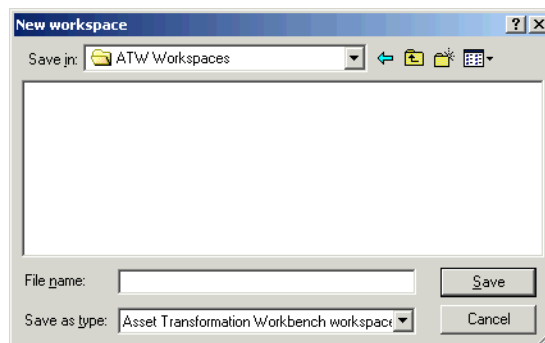 New workspace
Save in: ATW Workspaces
File name:
Save
Save as type: Asset Transformation Workbench workspace
Cancel